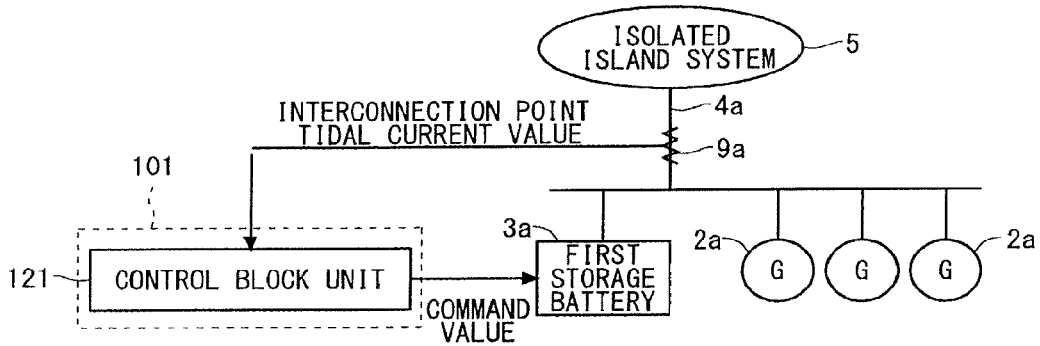 ISOLATED
ISLAND SYSTEM
5
4a
INTERCONNECTION POINT
TIDAL CURRENT VALUE
9a
101
3a
FIRST
STORAGE
BATTERY
2a
G
G
G
2a
121
CONTROL BLOCK UNIT
COMMAND
VALUE